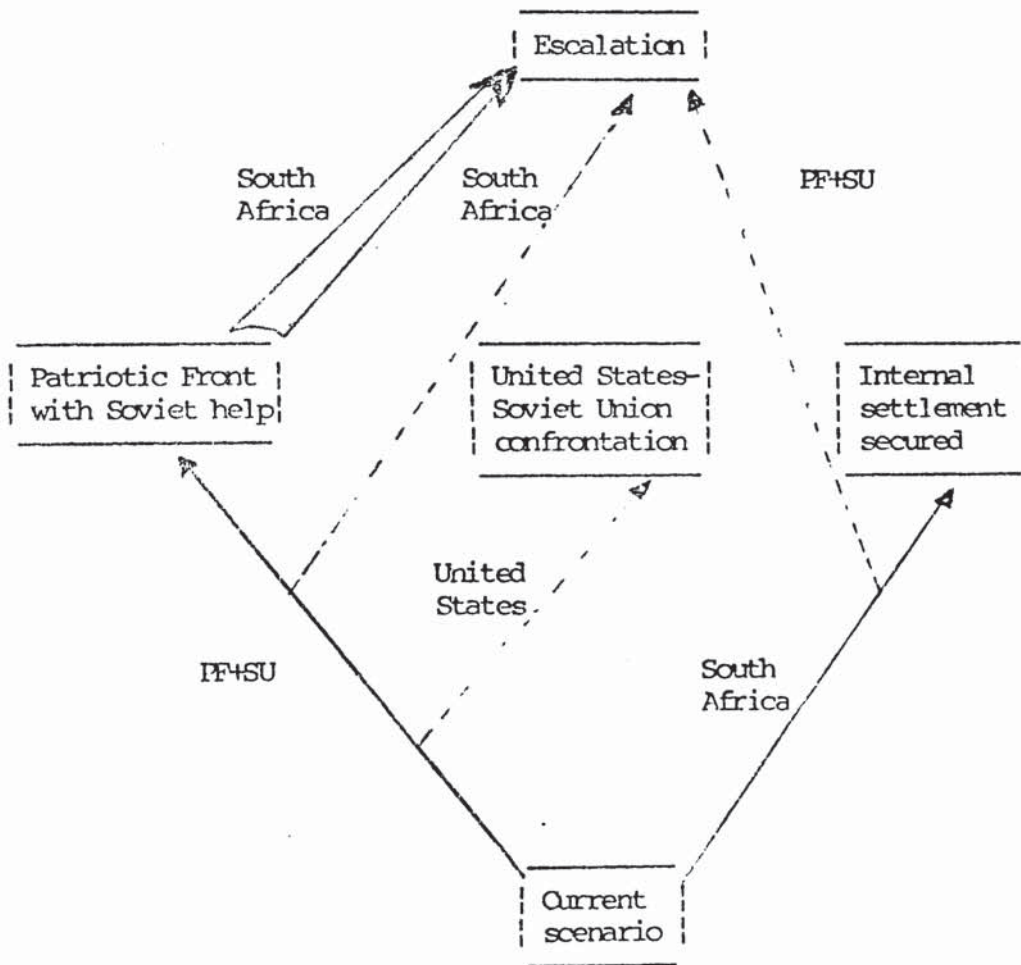 Escalation
South
Africa
South
Africa
PF+SU
Patriotic Front
with Soviet help
United States-
Soviet Union
confrontation
Internal
settlement
secured
United
States
PF+SU
South
Africa
Current
scenario